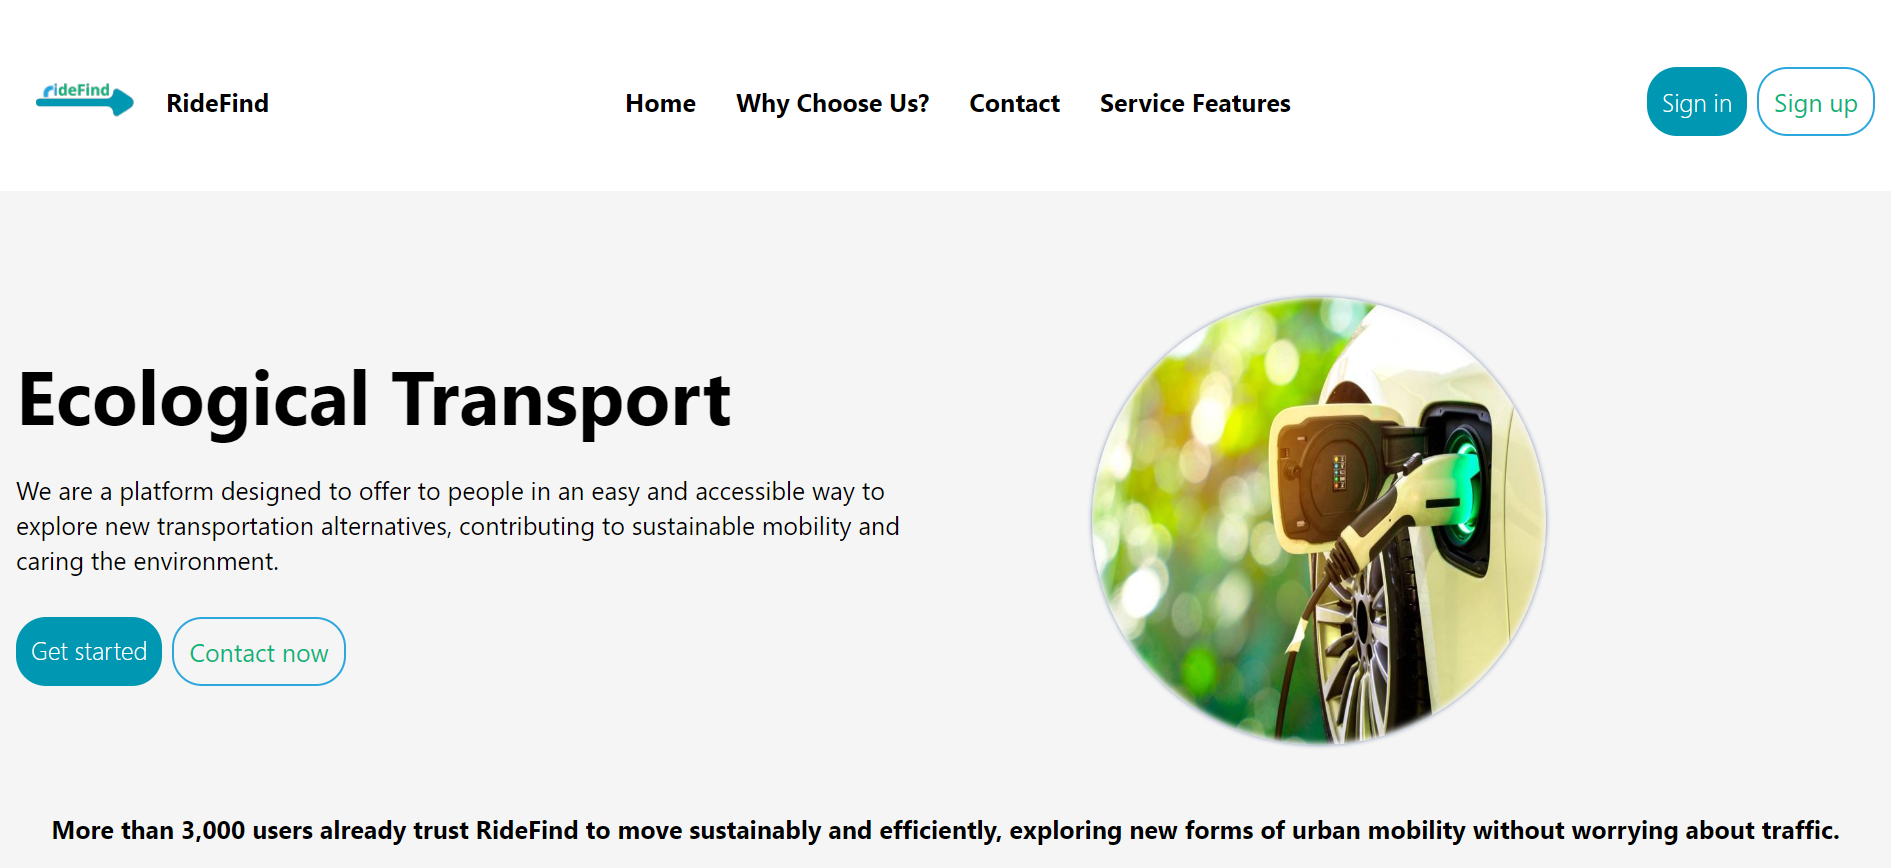 rideFind
RideFind
Home
Why Choose Us?
Contact
Service Features
Sign in
Sign up
Ecological Transport
We are a platform designed to offer to people in an easy and accessible way to
explore new transportation alternatives, contributing to sustainable mobility and
caring the environment.
Get started
Contact now
More than 3,000 users already trust RideFind to move sustainably and efficiently, exploring new forms of urban mobility without worrying about traffic.